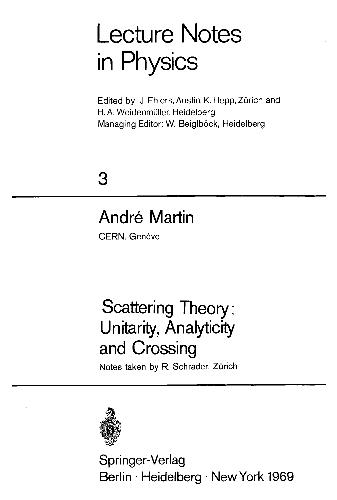 Lecture Notes
in Physics
Edited by J. Ehlers, Austin, K. Hepp, Zürich and
H. A. Weidenmüller, Heidelberg
Managing Editor: W. Beiglböck, Heidelberg
3
André Martin
CERN, Genève
Scattering Theory:
Unitarity, Analyticity
and Crossing
Notes taken by R. Schrader, Zürich
Springer-Verlag
Berlin · Heidelberg · New York 1969